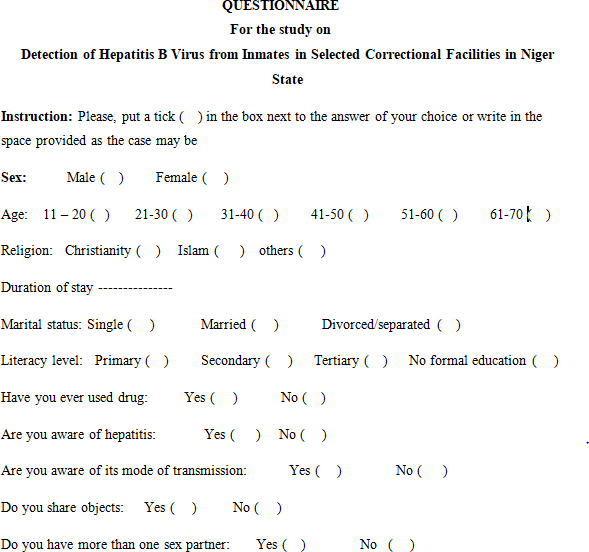 QUESTIONNAIRE
For the study on
Detection of Hepatitis B Virus from Inmates in Selected Correctional Facilities in Niger
State
Instruction: Please, put a tick (   ) in the box next to the answer of your choice or write in the
space provided as the case may be
Sex: Male (   ) Female (   )
Age: 11 – 20 (   ) 21-30 (   ) 31-40 (   ) 41-50 (   ) 51-60 (   ) 61-70 (   )
Religion: Christianity (   ) Islam (   ) others (   )
Duration of stay ---------------
Marital status: Single (   ) Married (   ) Divorced/separated (   )
Literacy level: Primary (   ) Secondary (   ) Tertiary (   ) No formal education (   )
Have you ever used drug: Yes (   ) No (   )
Are you aware of hepatitis: Yes (   ) No (   )
Are you aware of its mode of transmission: Yes (   ) No (   )
Do you share objects: Yes (   ) No (   )
Do you have more than one sex partner: Yes (   ) No (   )